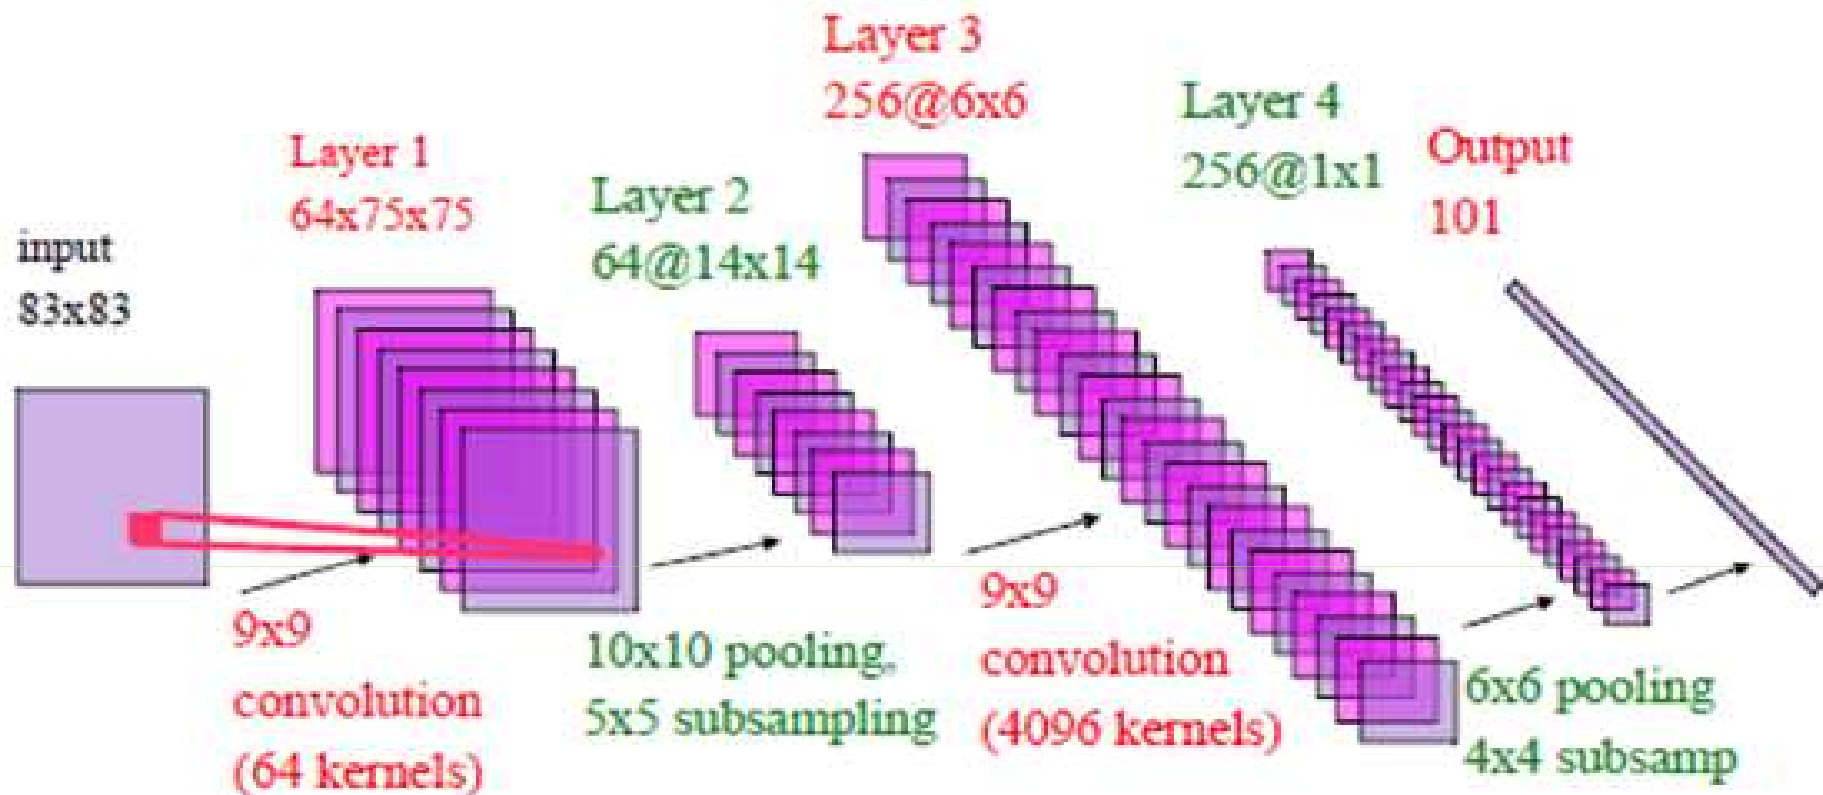 input
83x83
Layer 1
64x75x75
Layer 2
64@14x14
Layer 3
256@6x6
Layer 4
256@1x1
Output
101
9x9
convolution
(64 kernels)
10x10 pooling,
5x5 subsampling
9x9
convolution
(4096 kernels)
6x6 pooling
4x4 subsamp